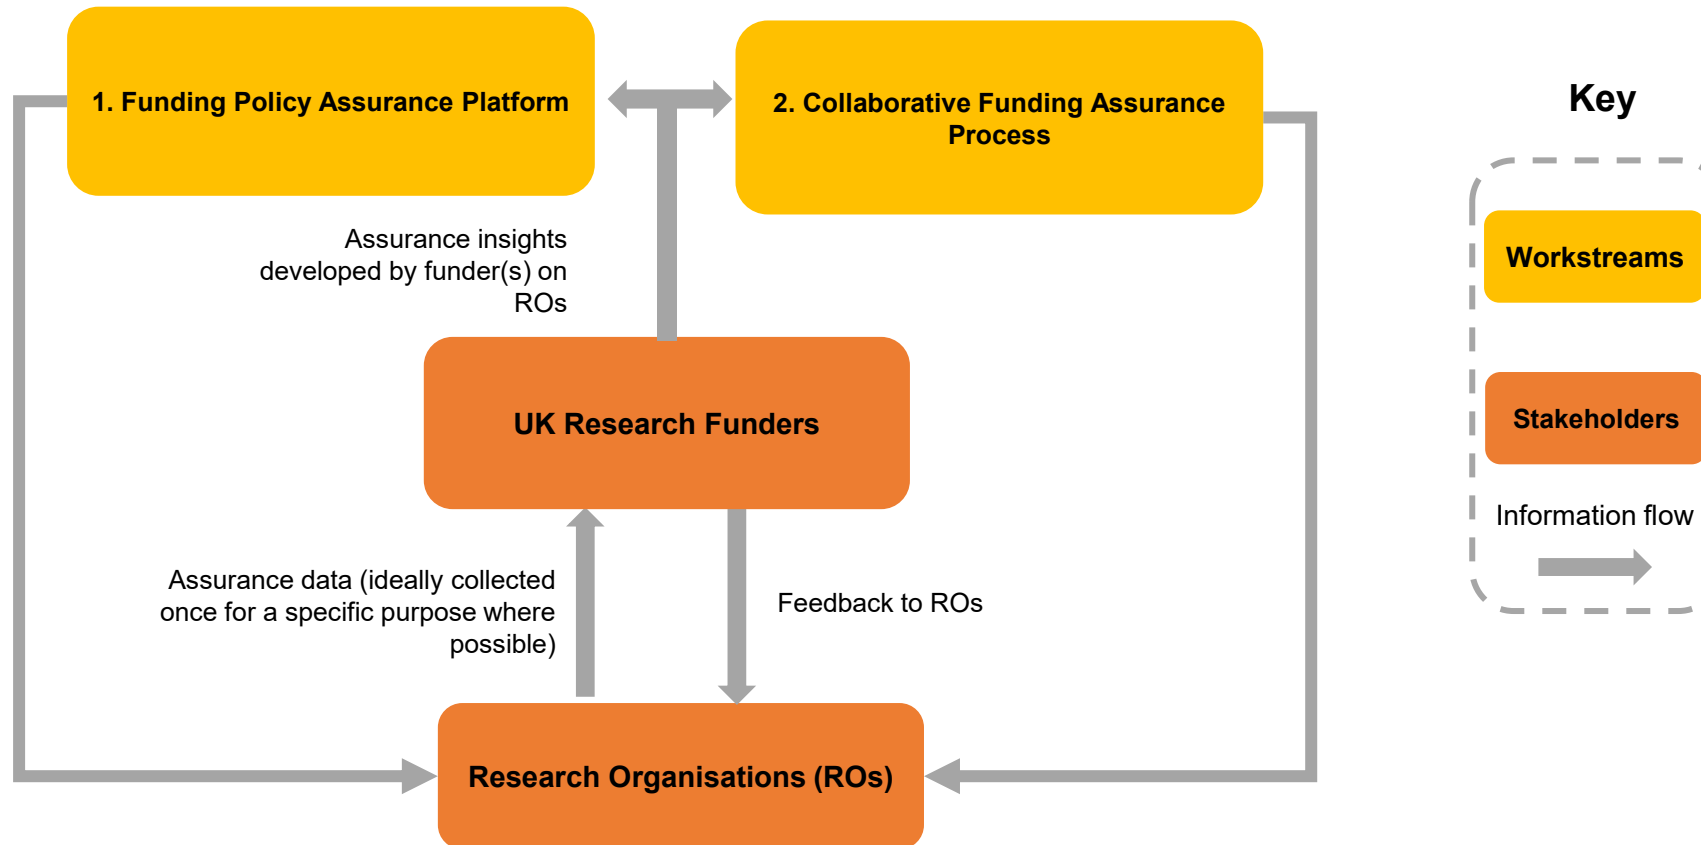 1. Funding Policy Assurance Platform
2. Collaborative Funding Assurance
Process
Key
Assurance insights
developed by funder(s) on
ROs
Workstreams
UK Research Funders
Stakeholders
Information flow
Assurance data (ideally collected
once for a specific purpose where
possible)
Feedback to ROs
Research Organisations (ROs)